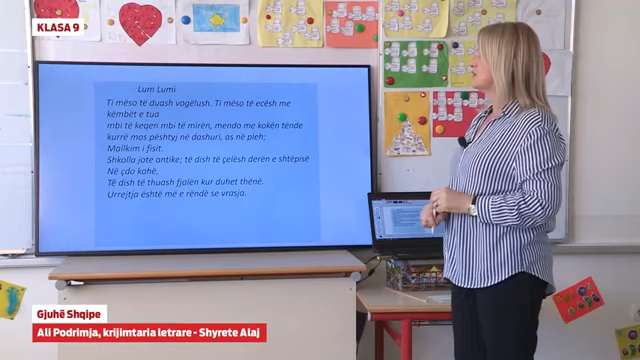 KLASA 9
Lum Lumi
Ti mëso të duash vogëlush. Ti mëso të ecësh me
këmbët e tua
mbi të keqen mbi të mirën, mendo me kokën tënde
kurrë mos pështyj në dashuri, as në pleh;
Mallkim i fisit.
Shkolla jote antike; të dish të çelësh derën e shtëpisë
Në çdo kohë,
Të dish të thuash fjalën kur duhet thënë.
Urrejtja është më e rëndë se vrasja.
Gjuhë Shqipe
Ali Podrimja, krijimtaria letrare - Shyrete Alaj